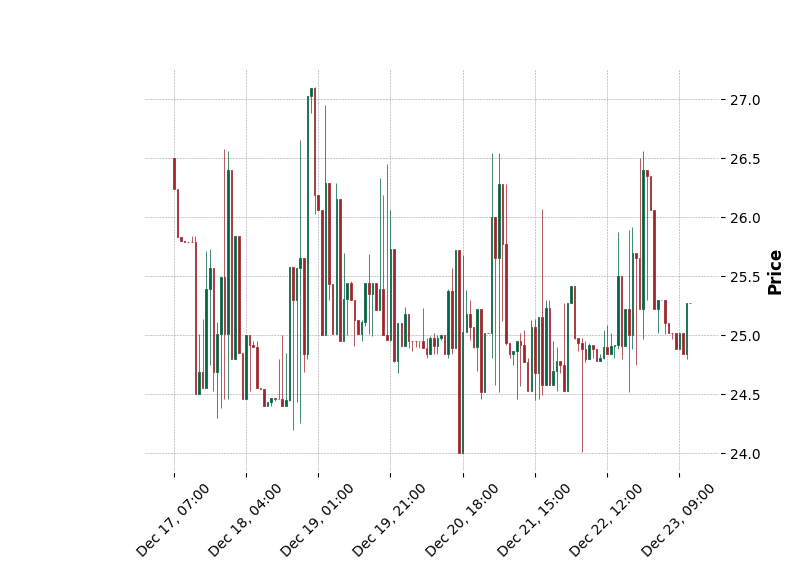 27.0
26.5
26.0
25.5
25.0
24.5
24.0
Price
Dec 17, 07:00
Dec 18, 04:00
Dec 19, 01:00
Dec 19, 21:00
Dec 20, 18:00
Dec 21, 15:00
Dec 22, 12:00
Dec 23, 09:00